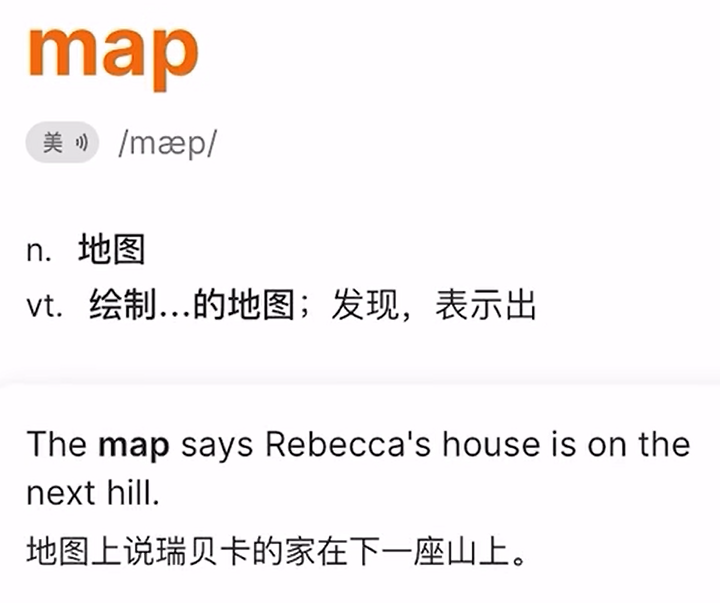 map
美 /mæp/
n. 地图
vt. 绘制...的地图；发现，表示出
The map says Rebecca's house is on the
next hill.
地图上说瑞贝卡的家在下一座山上。